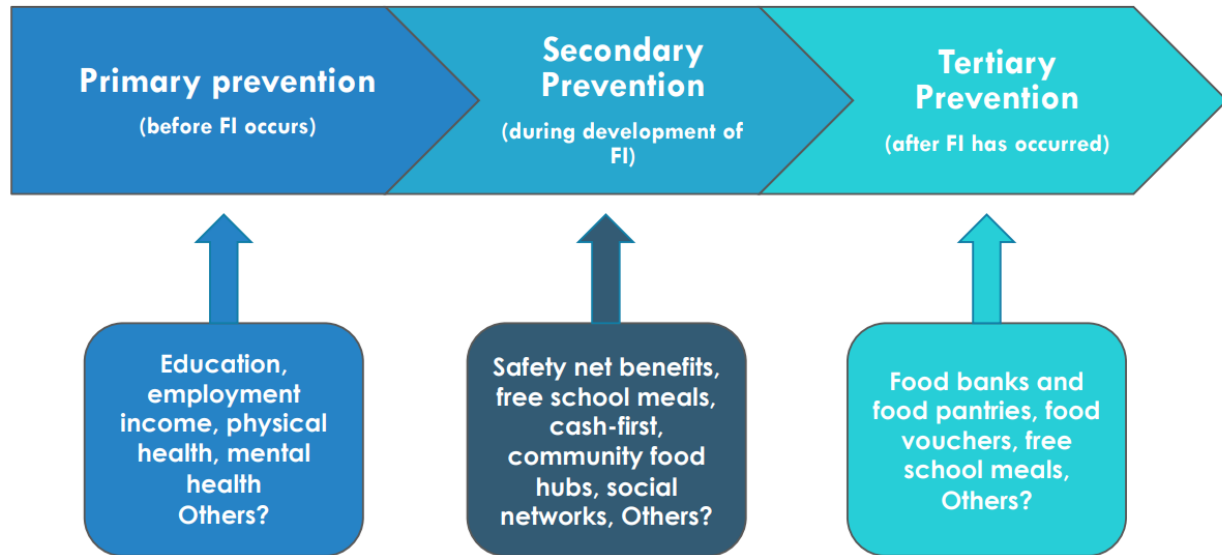 Primary prevention
(before FI occurs)
Secondary
Prevention
(during development of
FI)
Tertiary
Prevention
(after FI has occurred)
Education,
employment
income, physical
health, mental
health
Others?
Safety net benefits,
free school meals,
cash-first,
community food
hubs, social
networks, Others?
Food banks and
food pantries, food
vouchers, free
school meals,
Others?